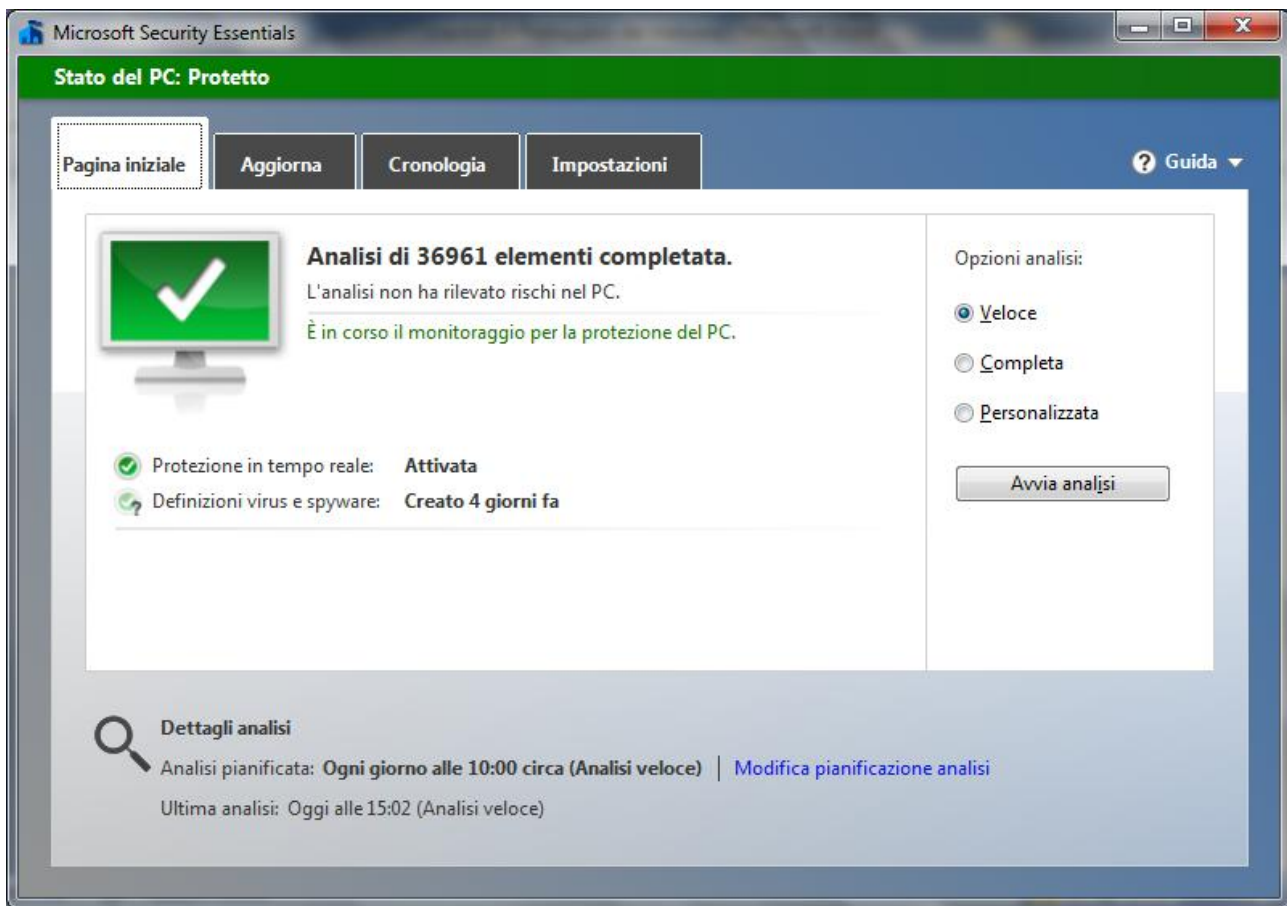 Microsoft Security Essentials
Stato del PC: Protetto
Pagina iniziale
Aggiorna
Cronologia
Impostazioni
Guida
Analisi di 36961 elementi completata.
L'analisi non ha rilevato rischi nel PC.
È in corso il monitoraggio per la protezione del PC.
Protezione in tempo reale: Attivata
Definizioni virus e spyware: Creato 4 giorni fa
Opzioni analisi:
Veloce
Completa
Personalizzata
Avvia analisi
Dettagli analisi
Analisi pianificata: Ogni giorno alle 10:00 circa (Analisi veloce) | Modifica pianificazione analisi
Ultima analisi: Oggi alle 15:02 (Analisi veloce)